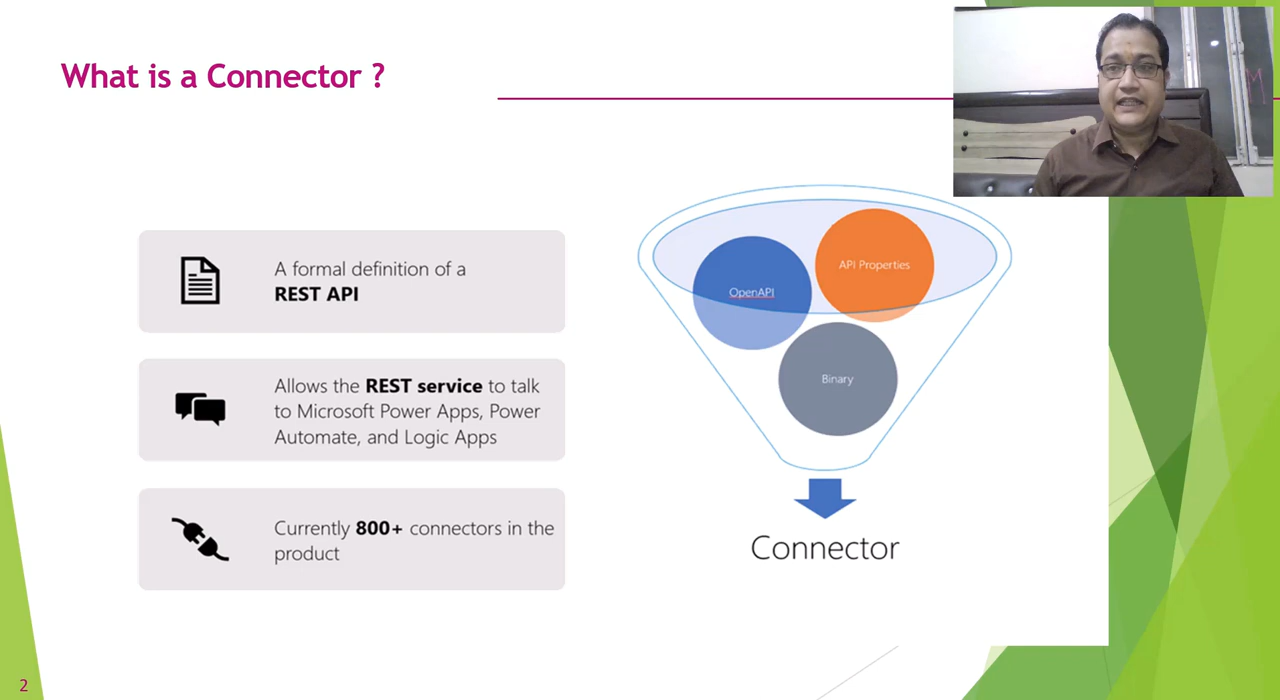 What is a Connector ?
A formal definition of a
REST API
Allows the REST service to talk
to Microsoft Power Apps, Power
Automate, and Logic Apps
Currently 800+ connectors in the
product
API Properties
OpenAPI
Binary
Connector
2